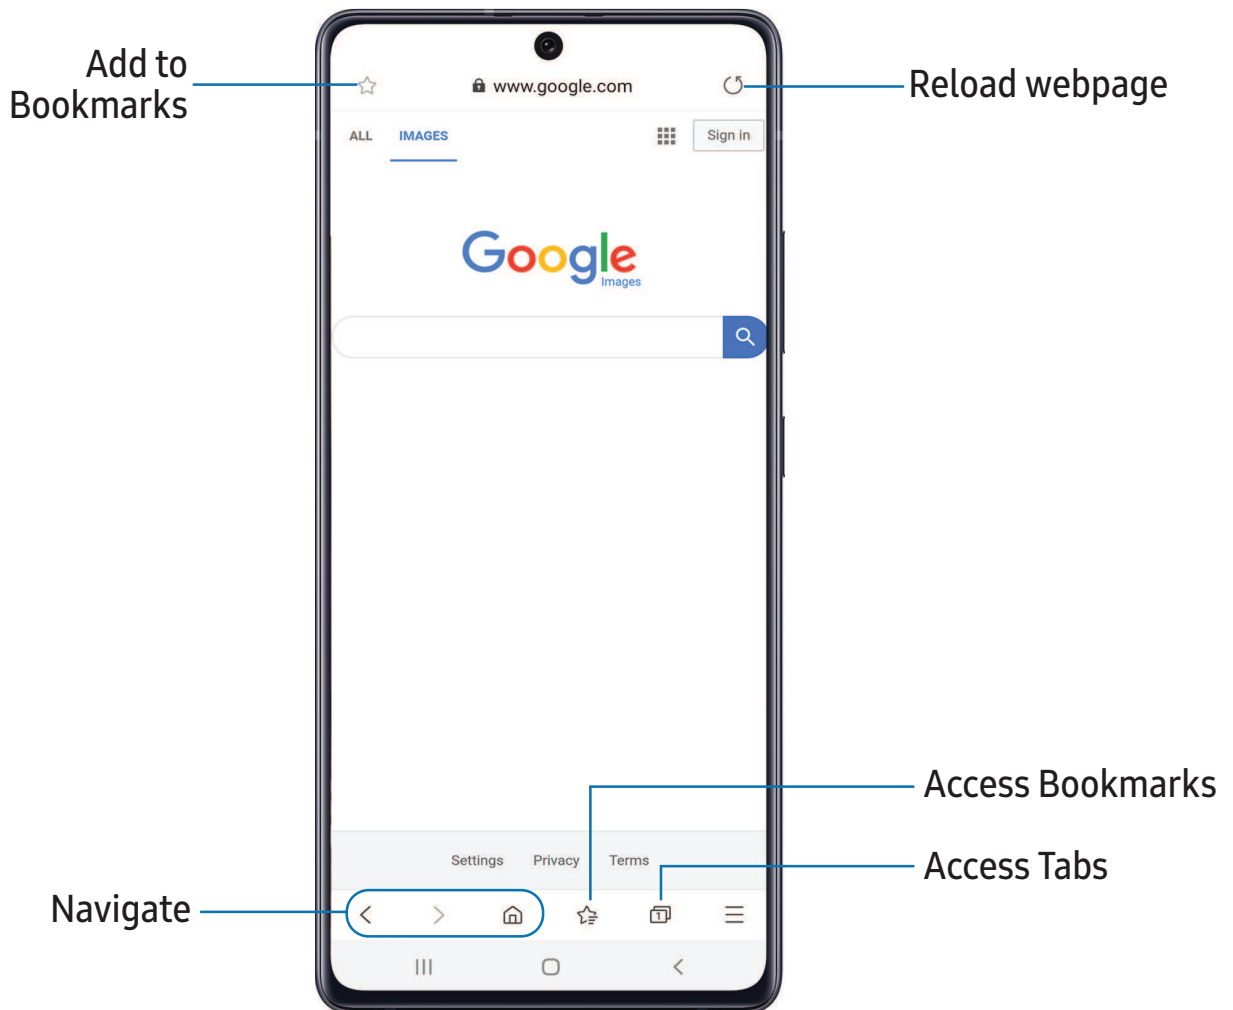 Add to
Bookmarks
www.google.com
Reload webpage
ALL IMAGES Sign in
Google
Images
Access Bookmarks
Settings Privacy Terms
Access Tabs
Navigate
1